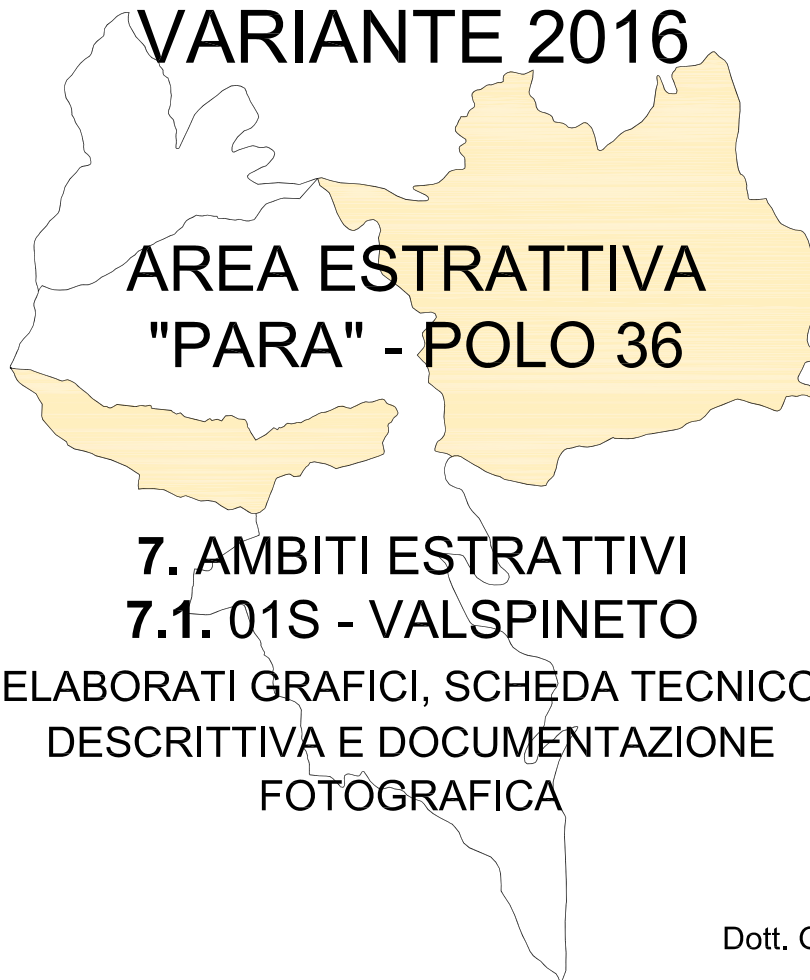 VARIANTE 2016
AREA ESTRATTIVA
"PARA" - POLO 36
7. AMBITI ESTRATTIVI
7.1. 01S - VALSPINETO
ELABORATI GRAFICI, SCHEDA TECNICO
DESCRITTIVA E DOCUMENTAZIONE
FOTOGRAFICA
Dott.